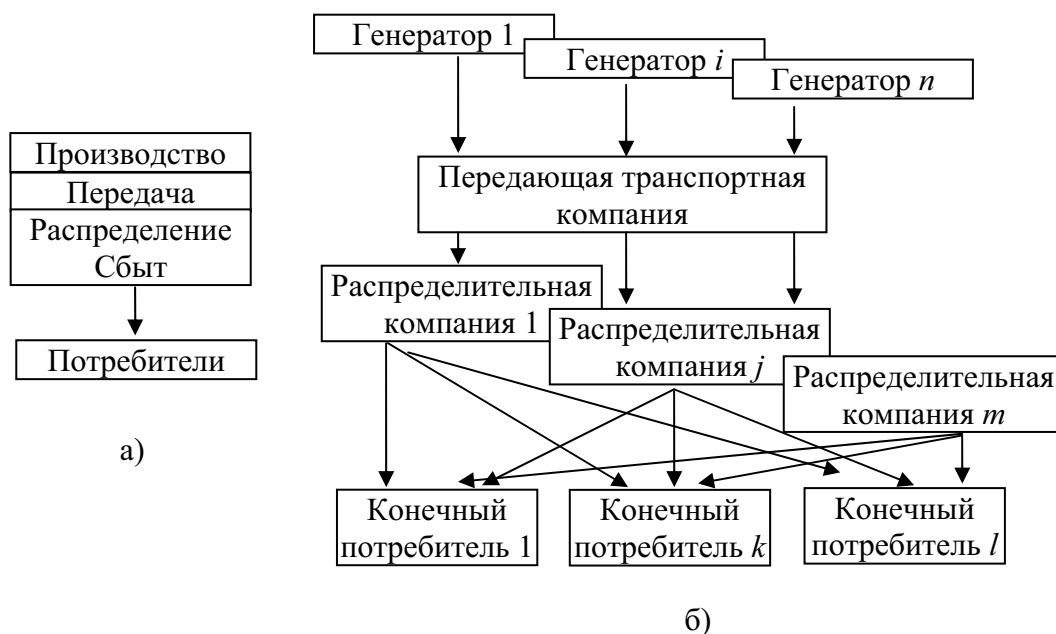 Производство
Передача
Распределение
Сбыт
Потребители
а)
Генератор 1
Генератор i
Генератор n
Передающая транспортная
компания
Распределительная
компания 1
Распределительная
компания j
Распределительная
компания m
Конечный
потребитель 1
Конечный
потребитель k
Конечный
потребитель l
б)